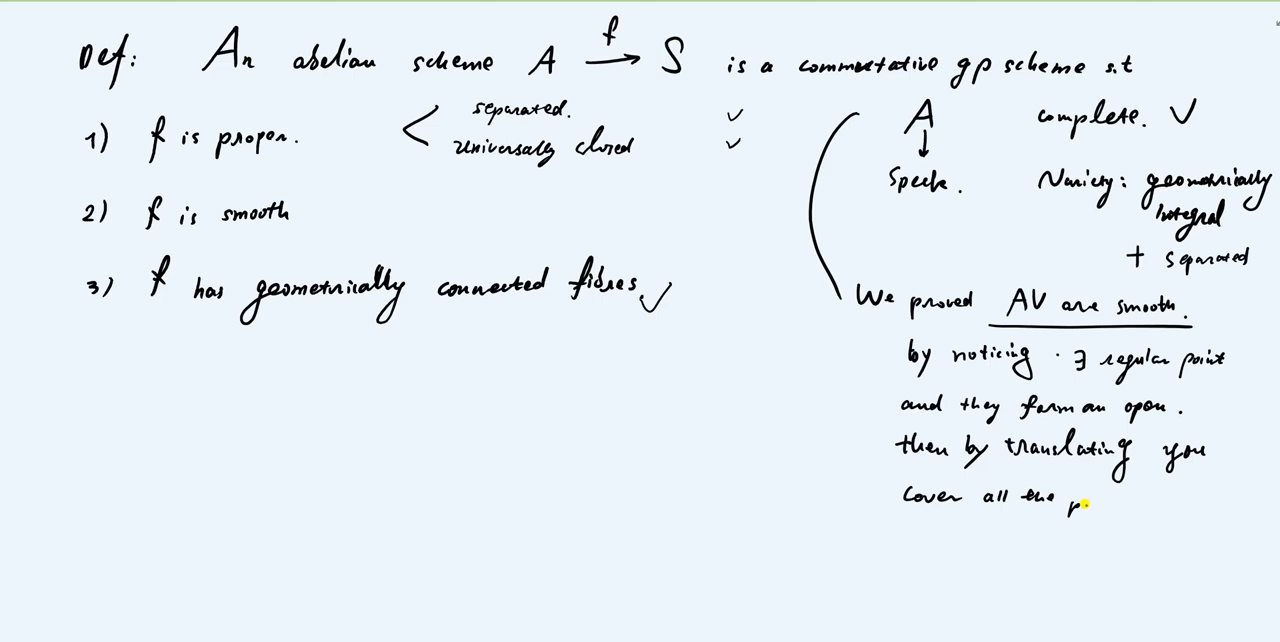 Def: An abelian scheme A →f S is a commutative gp scheme s.t
1) f is proper. < separated. ✓
universally closed ✓
2) f is smooth
3) f has geometrically connected fibres ✓
A complete. ✓
↓
Spec k. Variety: geometrically
integral
+ separated
We proved AV are smooth.
by noticing · ∃ regular point
and they form an open.
then by translating you
cover all the p